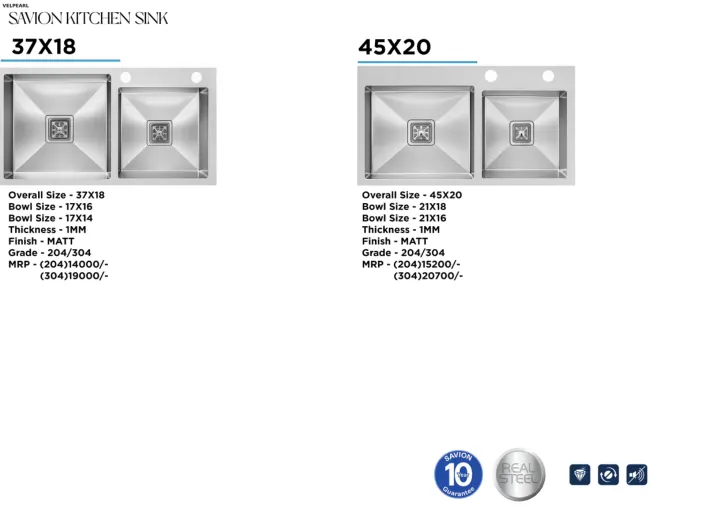 VELPEARL
SAVION KITCHEN SINK
37X18
45X20
Overall Size - 37X18
Bowl Size - 17X16
Bowl Size - 17X14
Thickness - 1MM
Finish - MATT
Grade - 204/304
MRP - (204)14000/-
(304)19000/-
Overall Size - 45X20
Bowl Size - 21X18
Bowl Size - 21X16
Thickness - 1MM
Finish - MATT
Grade - 204/304
MRP - (204)15200/-
(304)20700/-
SAVION
10 Year
Guarantee
REAL
STEEL